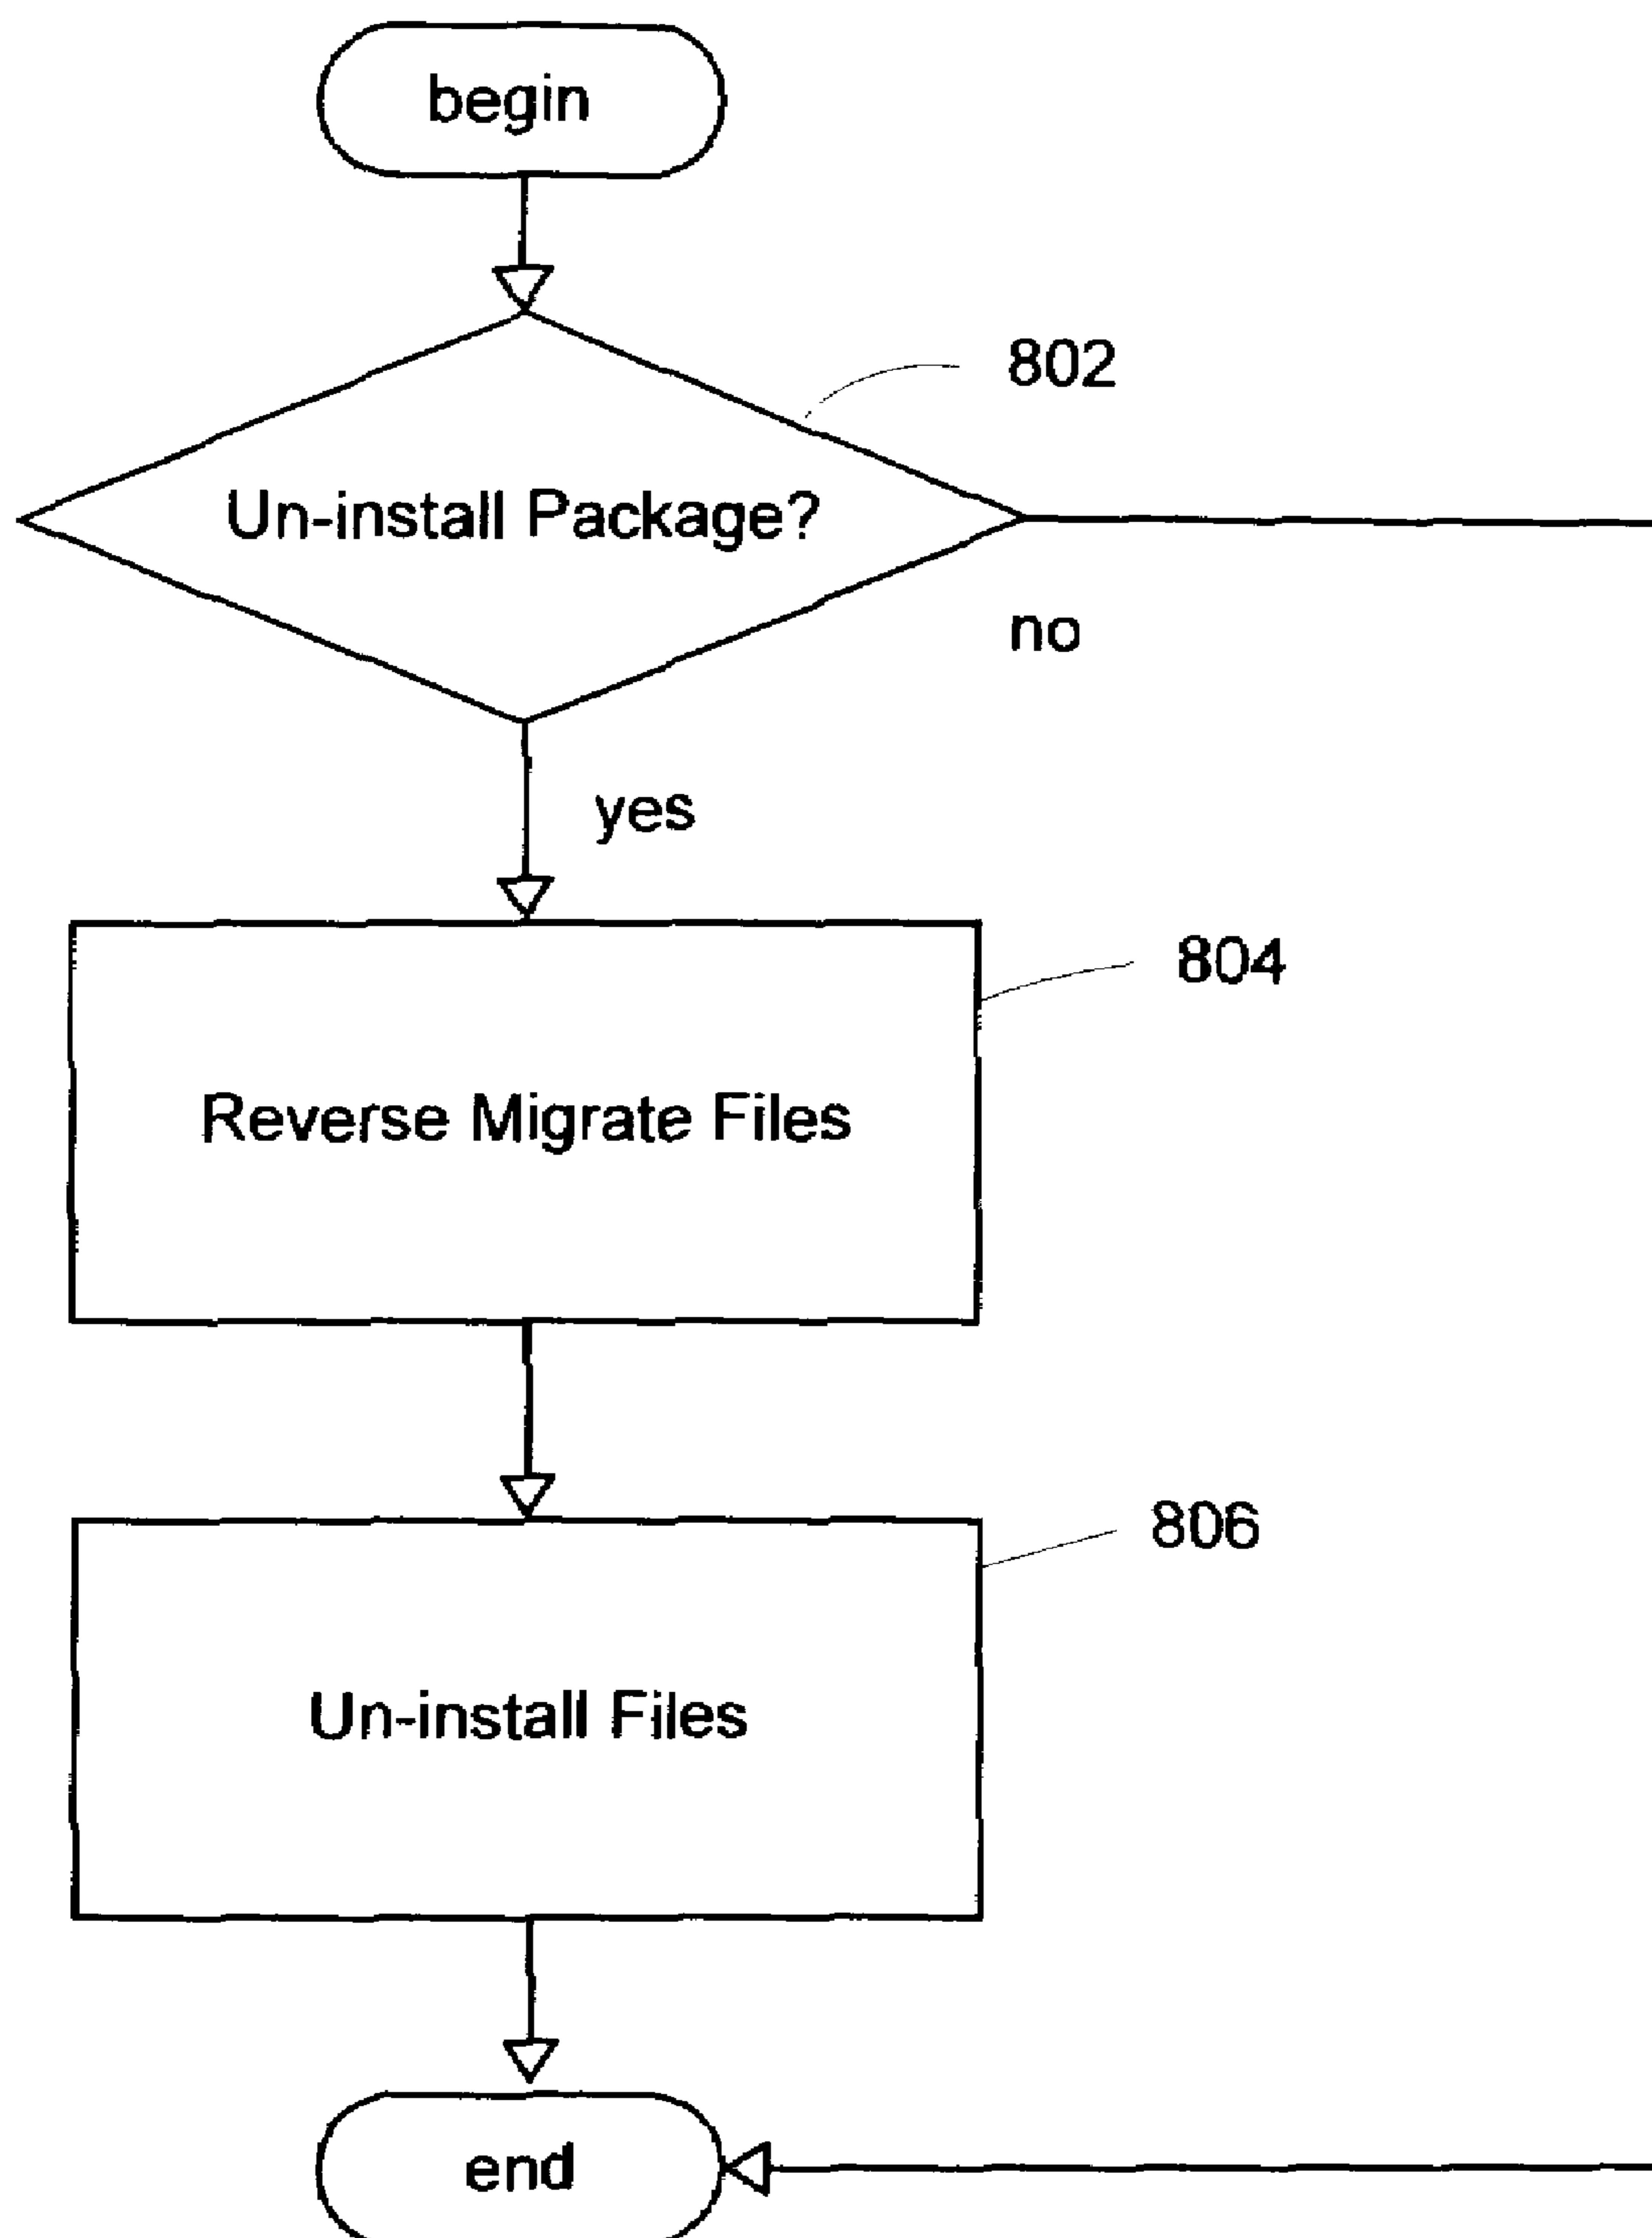 begin
802
Un-install Package?
no
yes
804
Reverse Migrate Files
806
Un-install Files
end